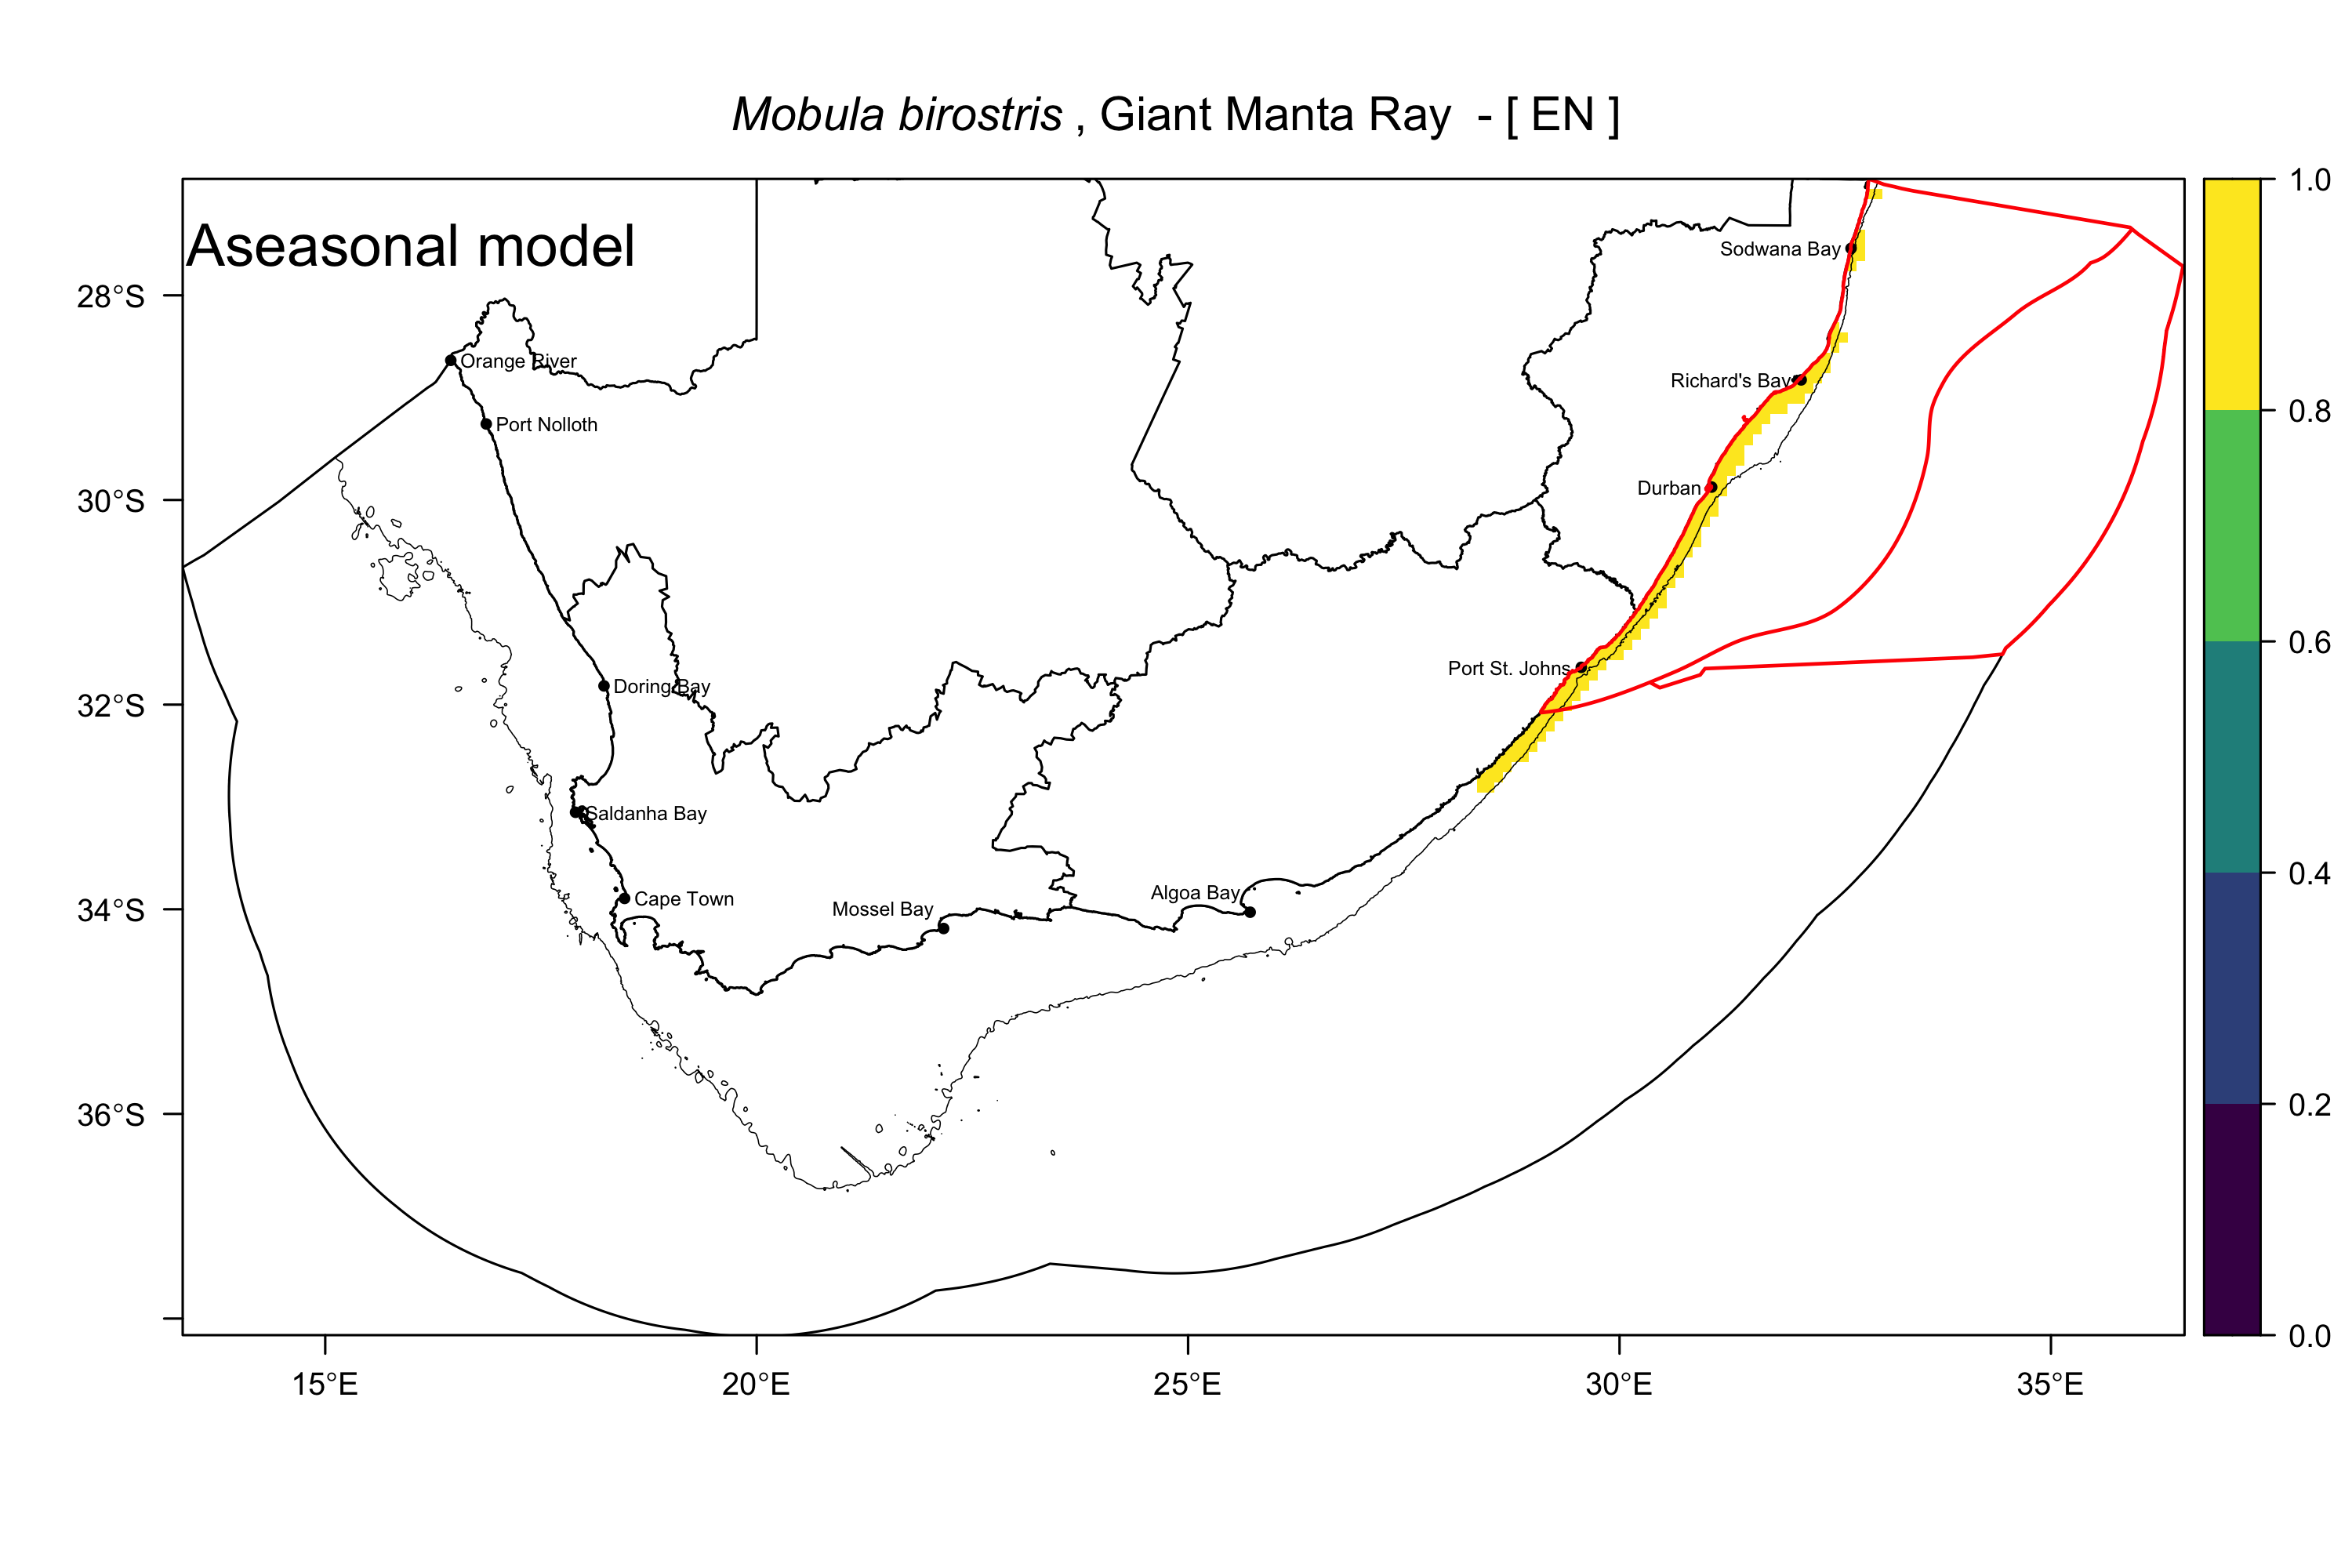 Mobula birostris , Giant Manta Ray - [ EN ]
Aseasonal model
Sodwana Bay
Orange River
Richard's Bay
Port Nolloth
Durban
Port St. Johns
Doring Bay
Saldanha Bay
Cape Town
Mossel Bay
Algoa Bay
28°S
30°S
32°S
34°S
36°S
15°E
20°E
25°E
30°E
35°E
1.0
0.8
0.6
0.4
0.2
0.0